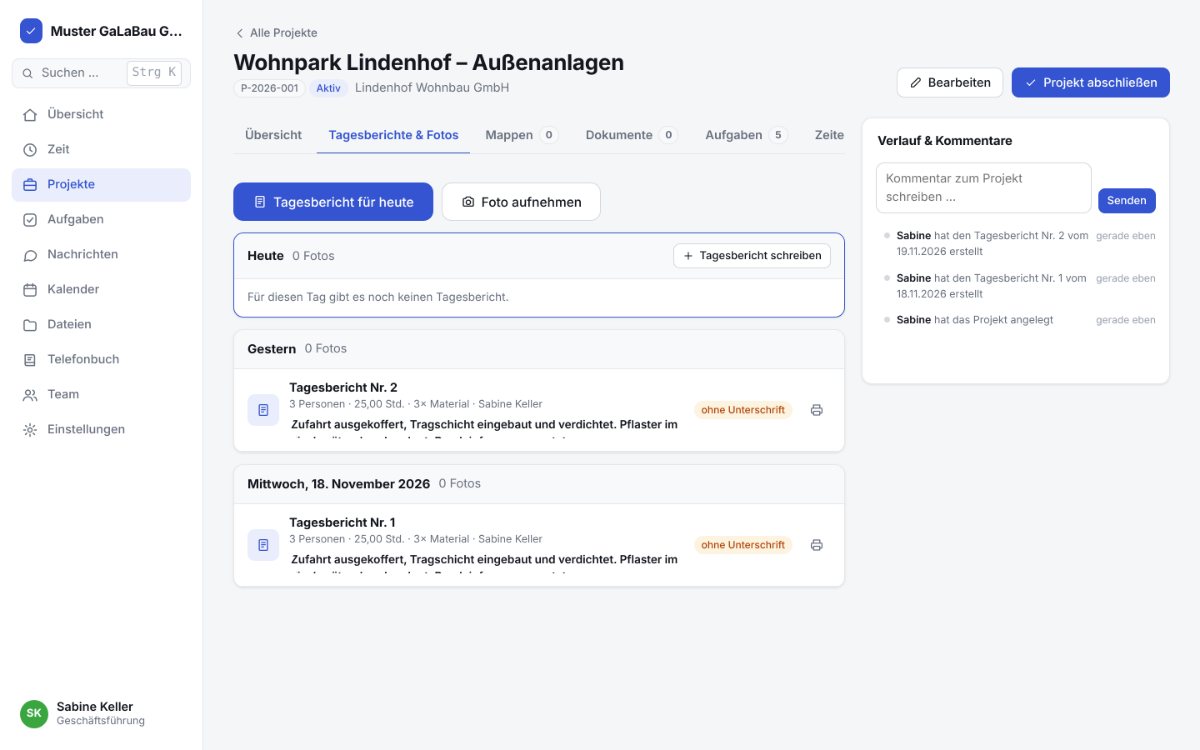 Muster GaLaBau G...
Suchen ...
Strg K
Übersicht
Zeit
Projekte
Aufgaben
Nachrichten
Kalender
Dateien
Telefonbuch
Team
Einstellungen
SK
Sabine Keller
Geschäftsführung
Alle Projekte
Wohnpark Lindenhof – Außenanlagen
P-2026-001 Aktiv Lindenhof Wohnbau GmbH
Bearbeiten
Projekt abschließen
Übersicht Tagesberichte & Fotos Mappen 0 Dokumente 0 Aufgaben 5 Zeite
Tagesbericht für heute
Foto aufnehmen
Heute 0 Fotos
+ Tagesbericht schreiben
Für diesen Tag gibt es noch keinen Tagesbericht.
Gestern 0 Fotos
Tagesbericht Nr. 2
3 Personen · 25,00 Std. · 3× Material · Sabine Keller
Zufahrt ausgekoffert, Tragschicht eingebaut und verdichtet. Pflaster im
ohne Unterschrift
Mittwoch, 18. November 2026 0 Fotos
Tagesbericht Nr. 1
3 Personen · 25,00 Std. · 3× Material · Sabine Keller
Zufahrt ausgekoffert, Tragschicht eingebaut und verdichtet. Pflaster im
ohne Unterschrift
Verlauf & Kommentare
Kommentar zum Projekt
schreiben ...
Senden
Sabine hat den Tagesbericht Nr. 2 vom gerade eben
19.11.2026 erstellt
Sabine hat den Tagesbericht Nr. 1 vom gerade eben
18.11.2026 erstellt
Sabine hat das Projekt angelegt gerade eben